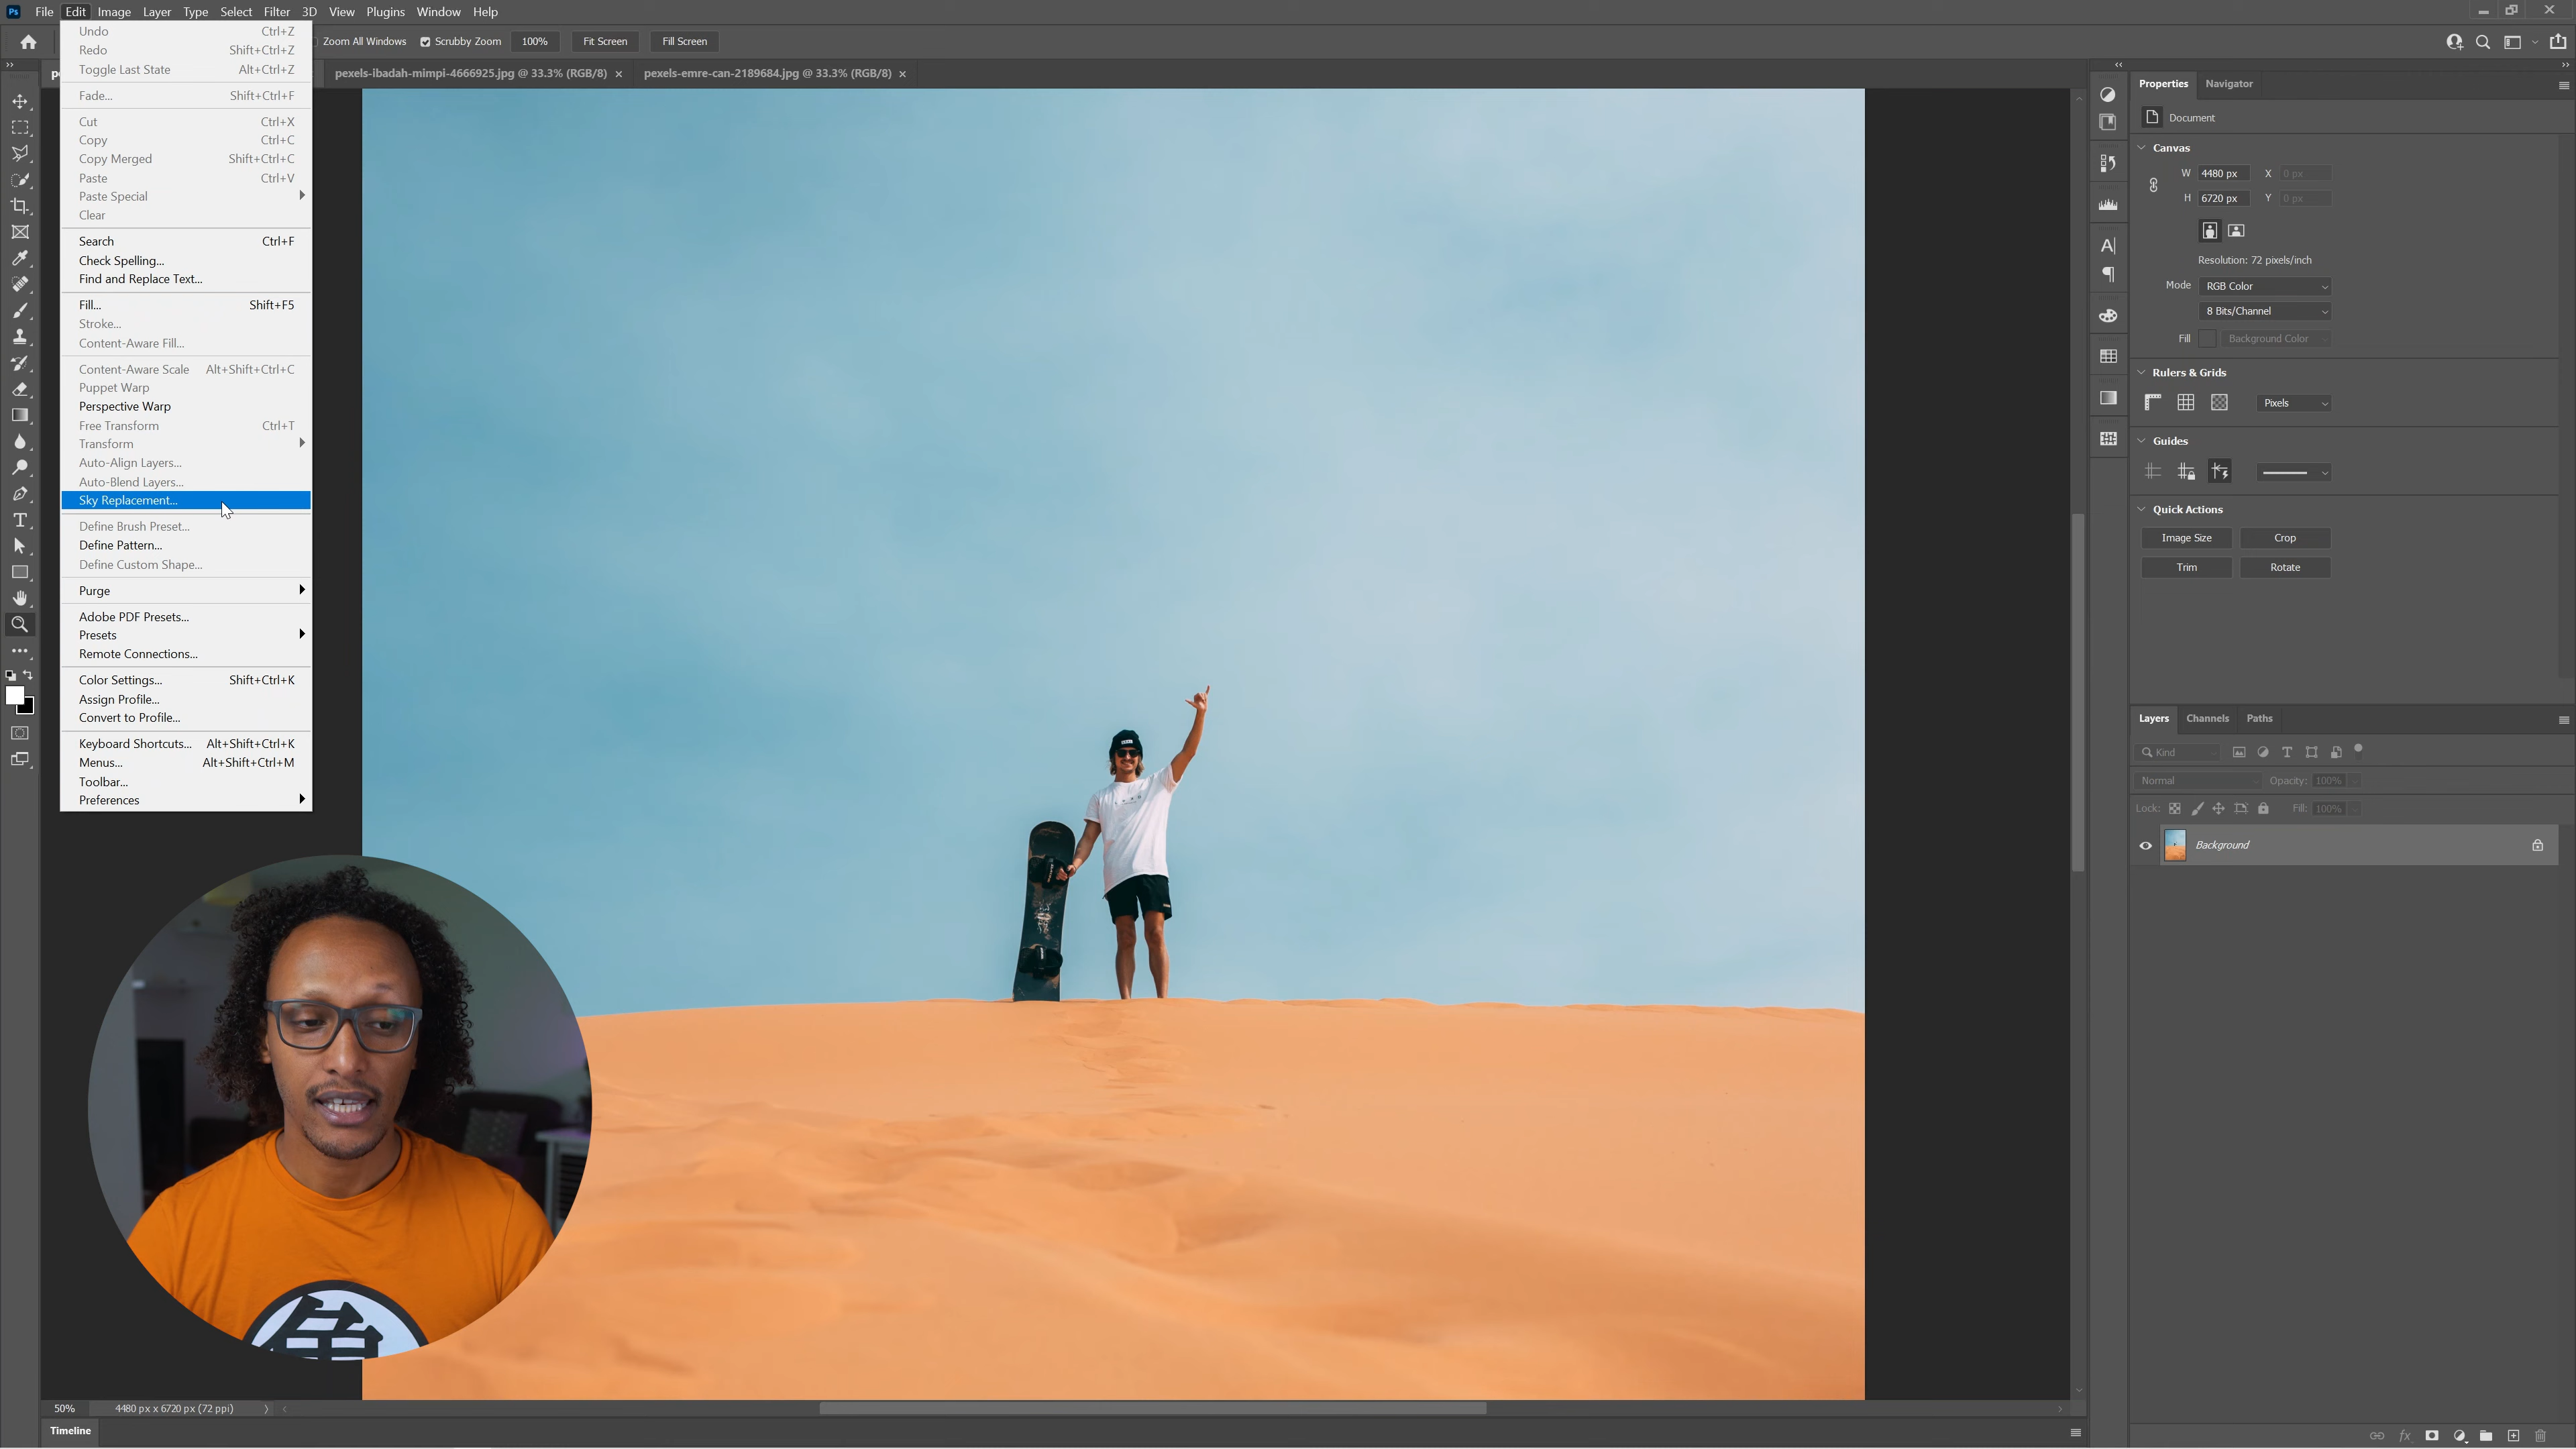 Ps File Edit Image Layer Type Select Filter 3D View Plugins Window Help
Zoom All Windows Scrubby Zoom 100% Fit Screen Fill Screen
pexels-ibadah-mimpi-4666925.jpg @ 33.3% (RGB/8) × pexels-emre-can-2189684.jpg @ 33.3% (RGB/8) ×
Undo Ctrl+Z
Redo Shift+Ctrl+Z
Toggle Last State Alt+Ctrl+Z
Fade... Shift+Ctrl+F
Cut Ctrl+X
Copy Ctrl+C
Copy Merged Shift+Ctrl+C
Paste Ctrl+V
Paste Special
Clear
Search Ctrl+F
Check Spelling...
Find and Replace Text...
Fill... Shift+F5
Stroke...
Content-Aware Fill...
Content-Aware Scale Alt+Shift+Ctrl+C
Puppet Warp
Perspective Warp
Free Transform Ctrl+T
Transform
Auto-Align Layers...
Auto-Blend Layers...
Sky Replacement...
Define Brush Preset...
Define Pattern...
Define Custom Shape...
Purge
Adobe PDF Presets...
Presets
Remote Connections...
Color Settings... Shift+Ctrl+K
Assign Profile...
Convert to Profile...
Keyboard Shortcuts... Alt+Shift+Ctrl+K
Menus... Alt+Shift+Ctrl+M
Toolbar...
Preferences
亀
50% 4480 px x 6720 px (72 ppi)
Timeline
Properties Navigator
Document
Canvas
W 4480 px X 0 px
H 6720 px Y 0 px
Resolution: 72 pixels/inch
Mode RGB Color
8 Bits/Channel
Fill Background Color
Rulers & Grids
Pixels
Guides
Quick Actions
Image Size Crop
Trim Rotate
Layers Channels Paths
Kind
Normal Opacity: 100%
Lock: Fill: 100%
Background
fx